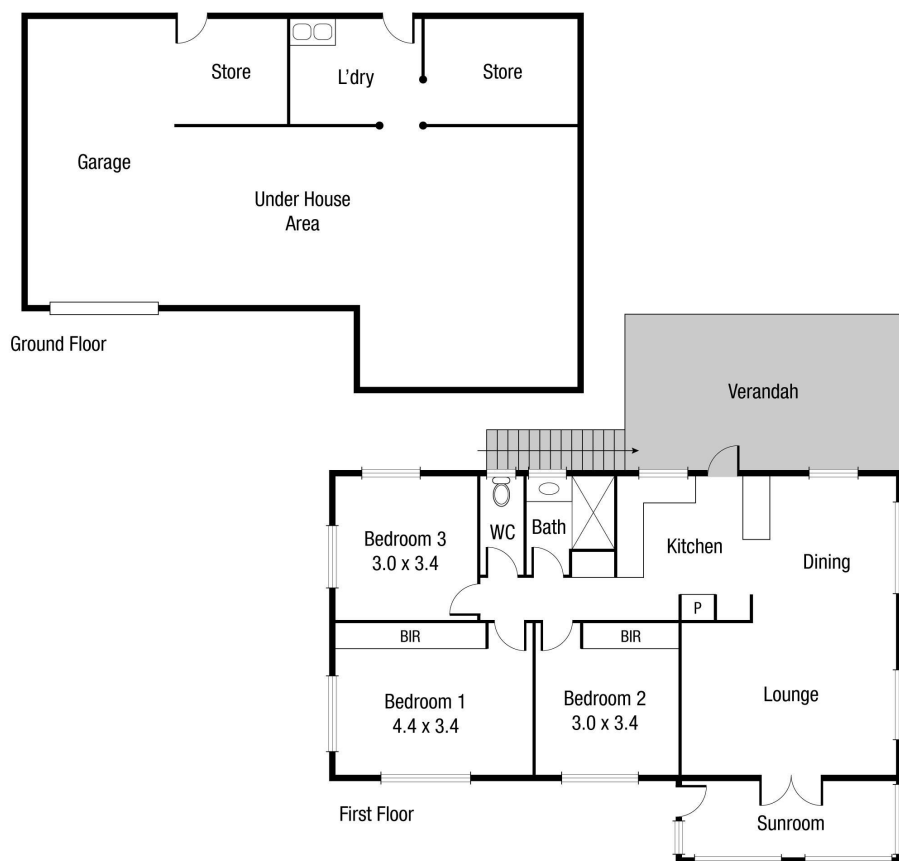 Store
L'dry
Store
Garage
Under House
Area
Ground Floor
Verandah
Bedroom 3
3.0 x 3.4
WC
Bath
Kitchen
Dining
P
BIR
BIR
Bedroom 1
4.4 x 3.4
Bedroom 2
3.0 x 3.4
Lounge
First Floor
Sunroom